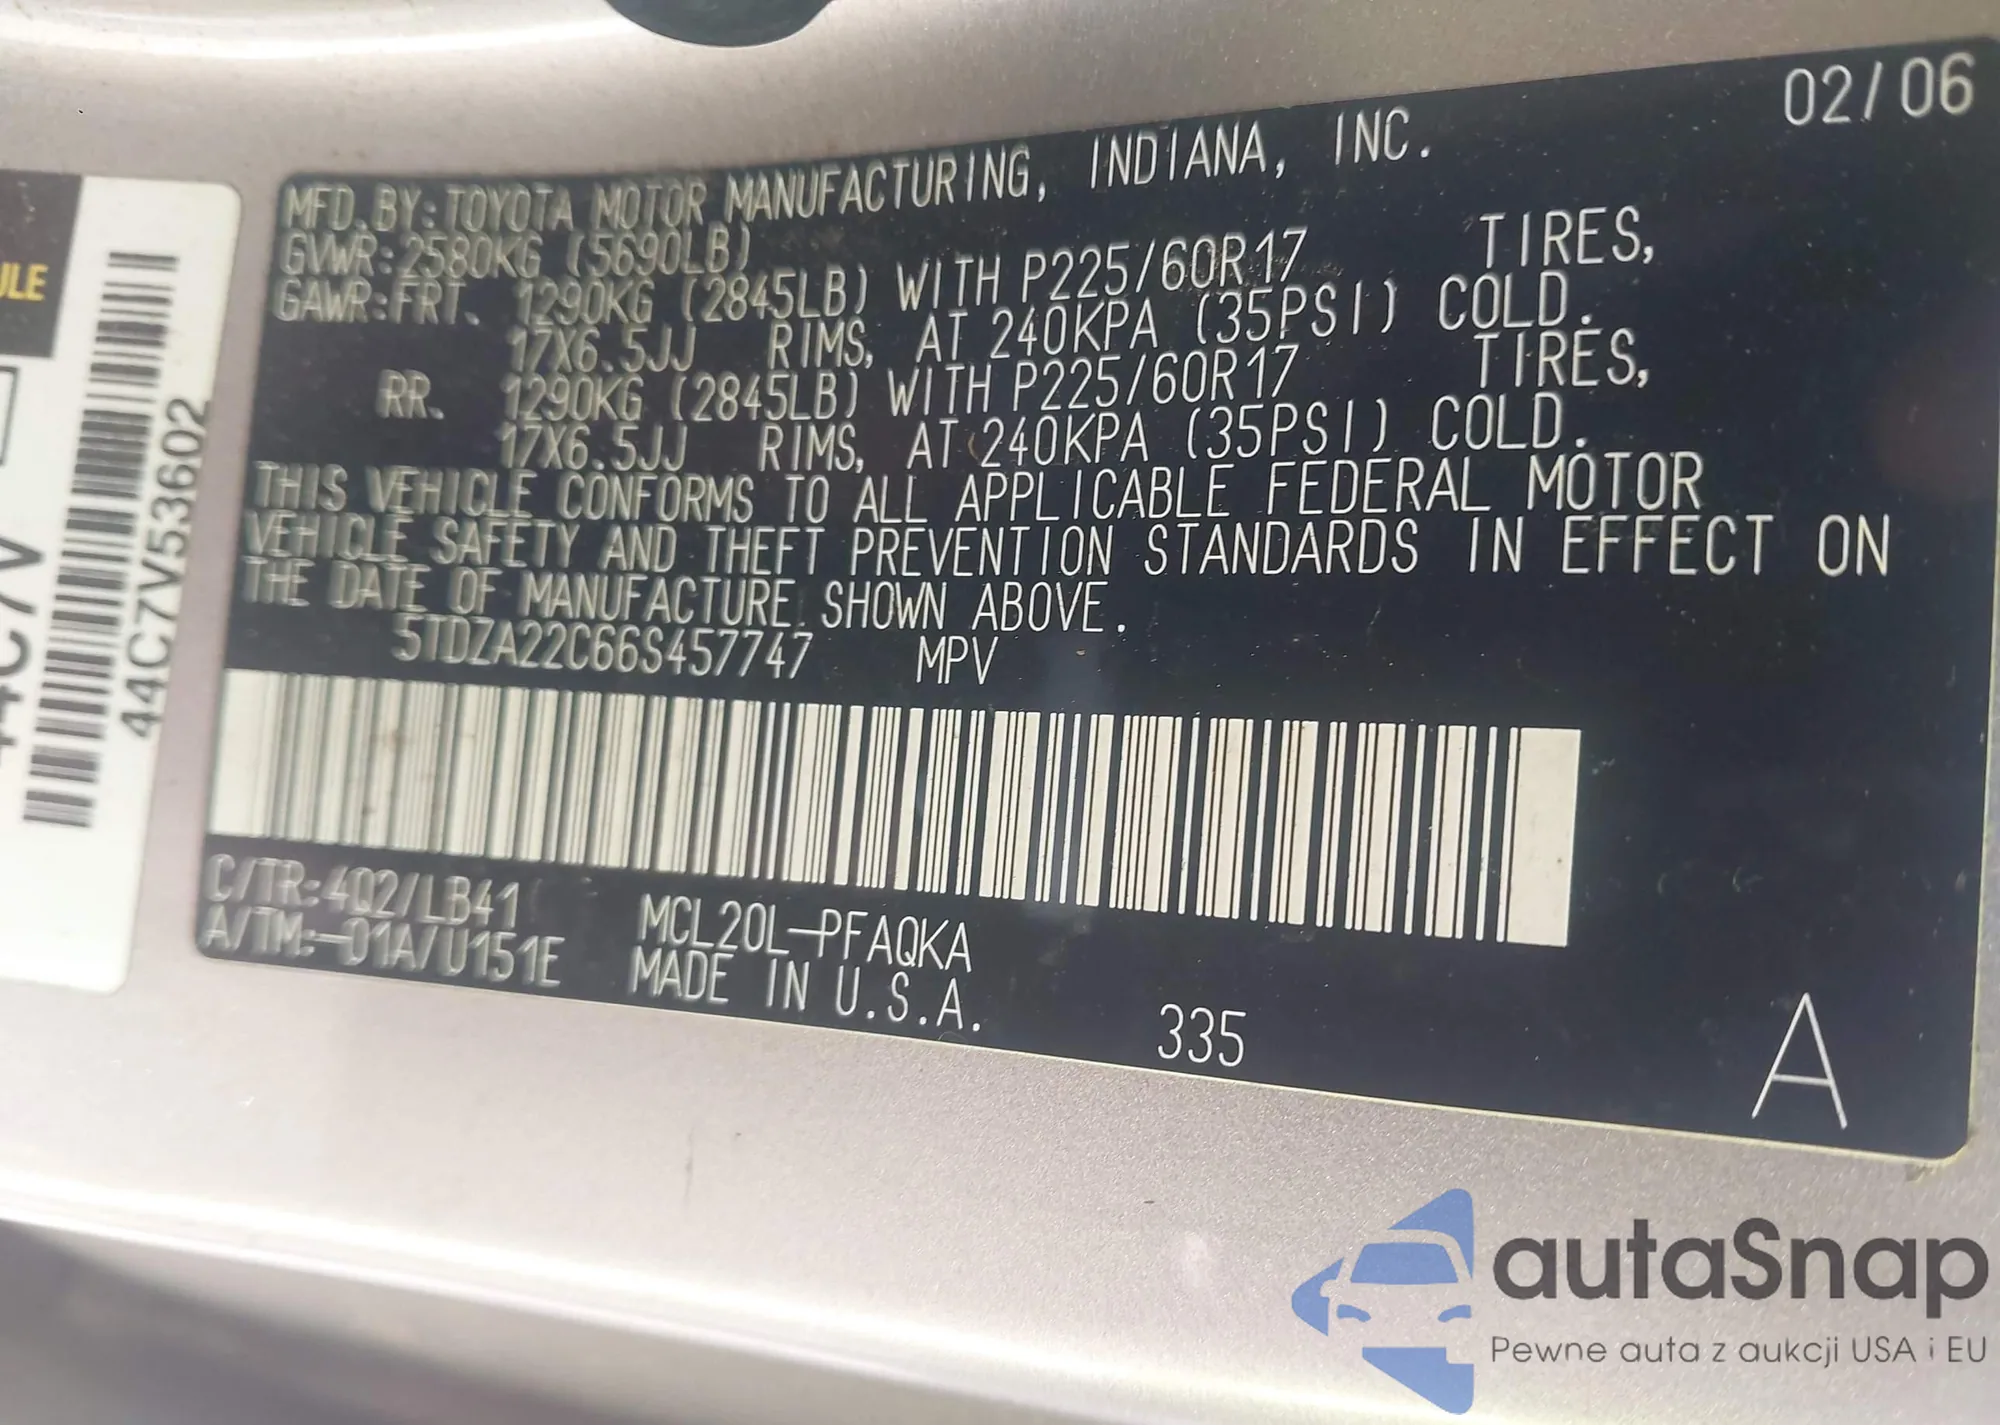 02/06
MFD.BY:TOYOTA MOTOR MANUFACTURING, INDIANA, INC.
GVWR:2580KG (5690LB)
GAWR:FRT. 1290KG (2845LB) WITH P225/60R17 TIRES,
17X6.5JJ RIMS, AT 240KPA (35PSI) COLD.
RR. 1290KG (2845LB) WITH P225/60R17 TIRES,
17X6.5JJ RIMS, AT 240KPA (35PSI) COLD.
THIS VEHICLE CONFORMS TO ALL APPLICABLE FEDERAL MOTOR
VEHICLE SAFETY AND THEFT PREVENTION STANDARDS IN EFFECT ON
THE DATE OF MANUFACTURE SHOWN ABOVE.
5TDZA22C66S457747 MPV
C/TR:4Q2/LB41 MCL20L-PFAQKA
A/TM:-01A/U151E MADE IN U.S.A.
335
A
44C7V53602
autaSnap
Pewne auta z aukcji USA i EU